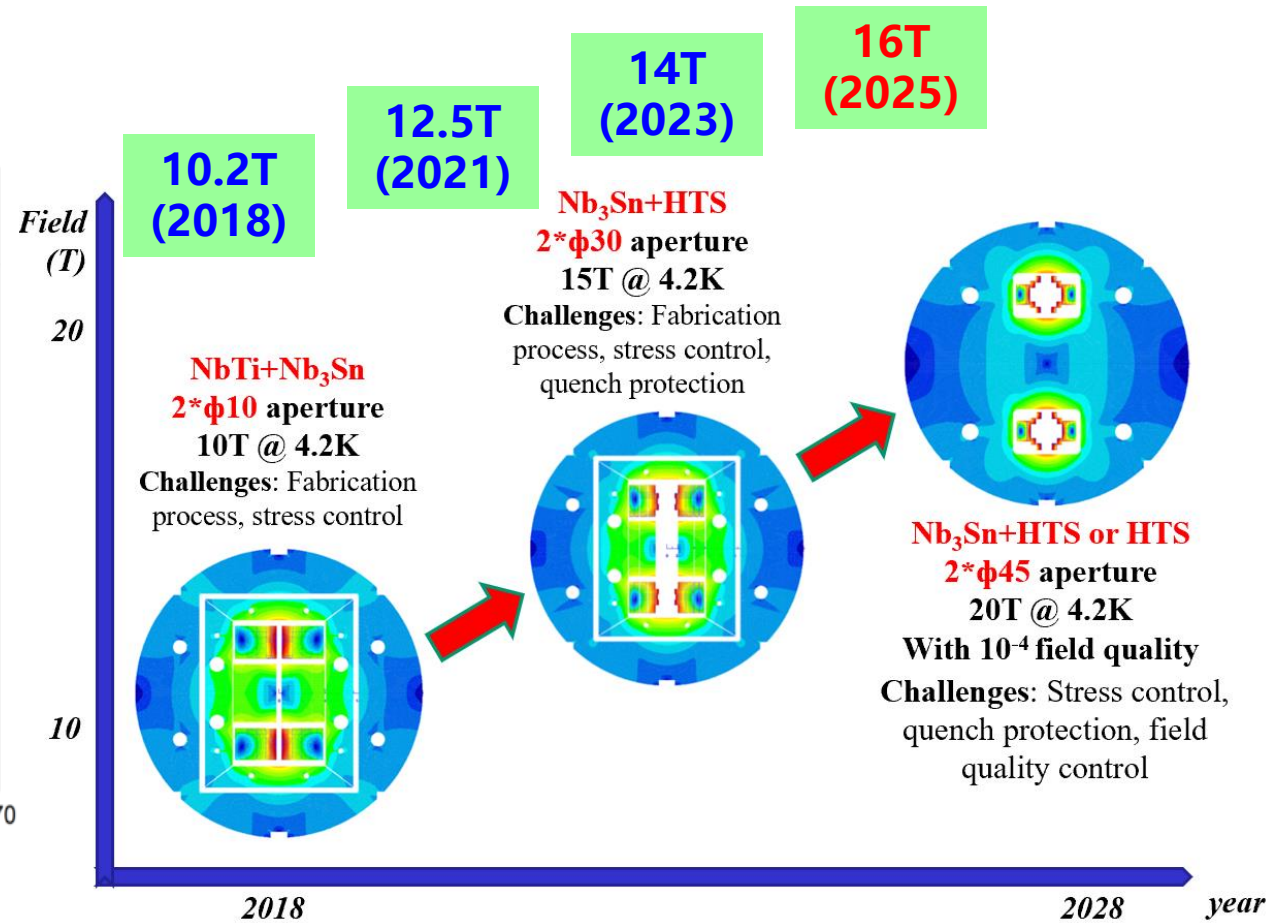 10.2T
(2018)
12.5T
(2021)
14T
(2023)
16T
(2025)
Field
(T)
20
10
NbTi+Nb₃Sn
2*ф10 aperture
10T @ 4.2K
Challenges: Fabrication
process, stress control
Nb₃Sn+HTS
2*ф30 aperture
15T @ 4.2K
Challenges: Fabrication
process, stress control,
quench protection
Nb₃Sn+HTS or HTS
2*ф45 aperture
20T @ 4.2K
With 10⁻⁴ field quality
Challenges: Stress control,
quench protection, field
quality control
70
2018
2028
year